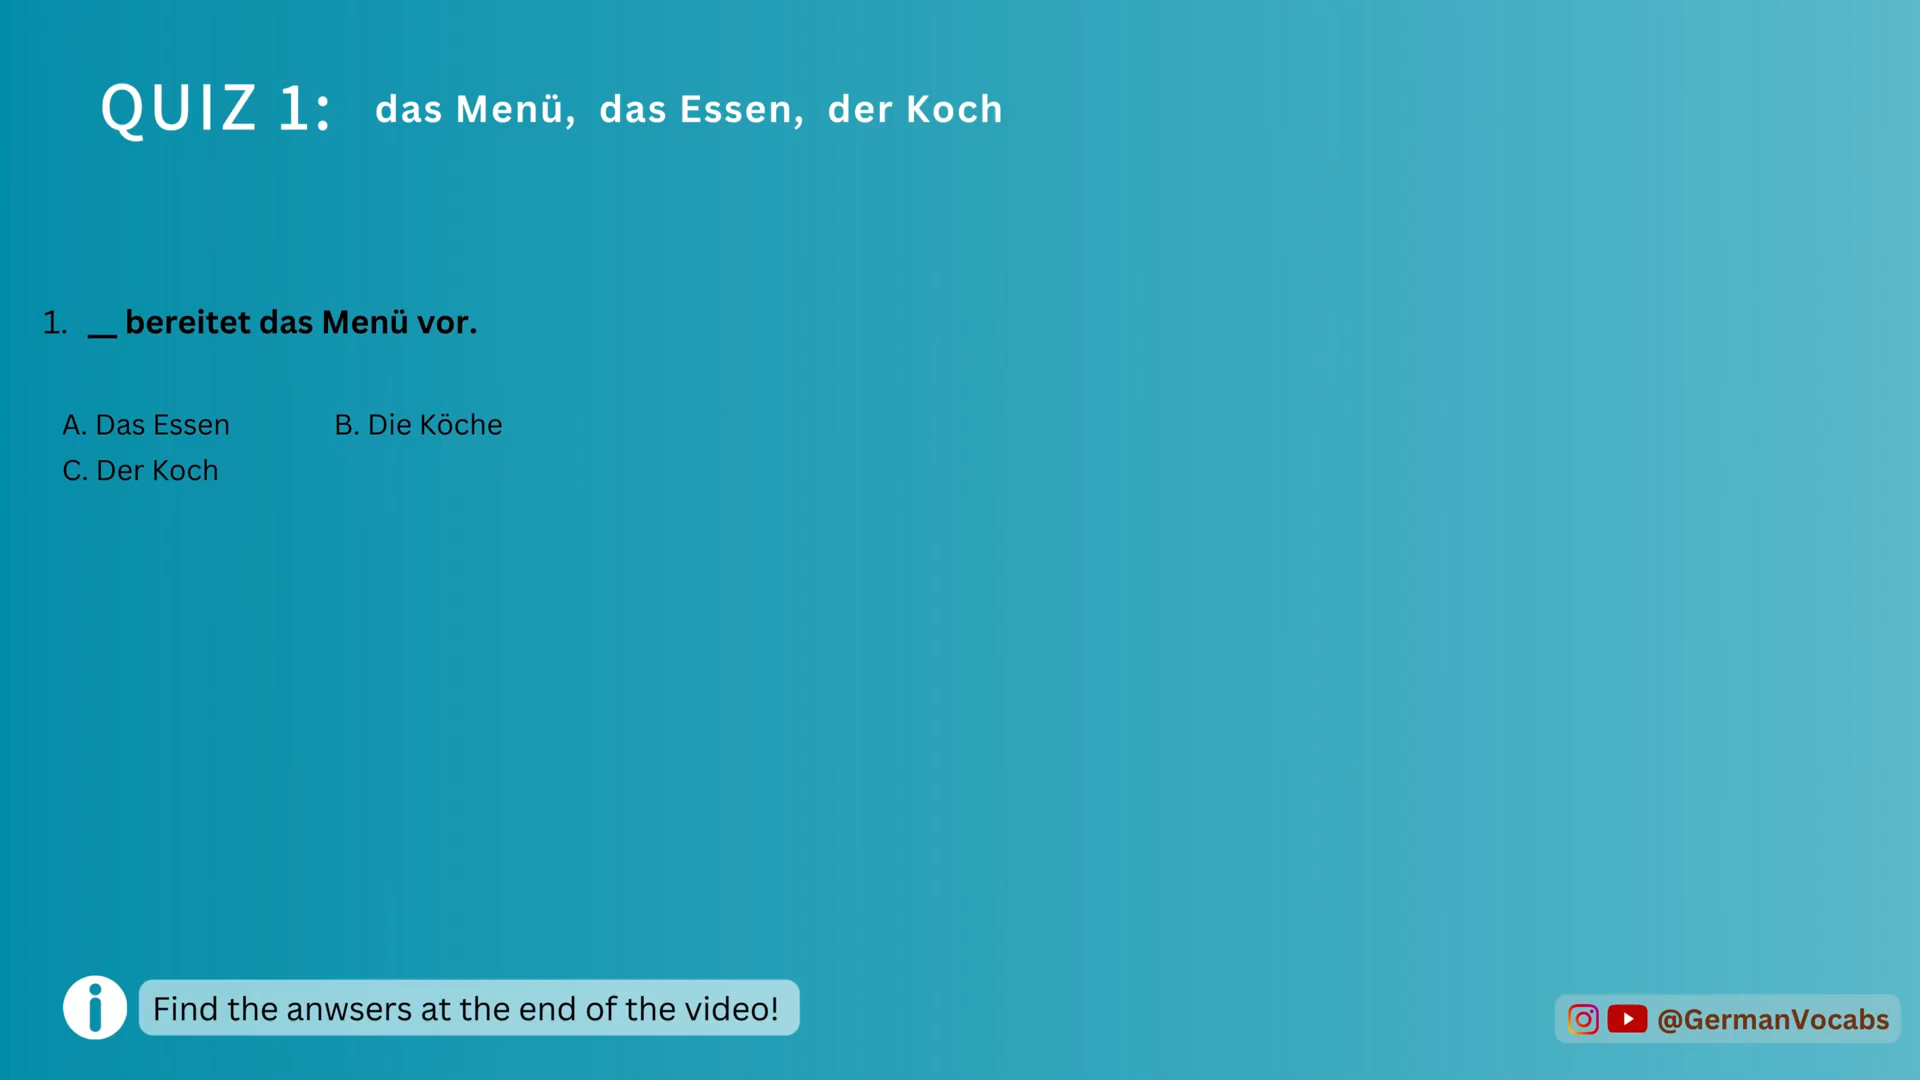 QUIZ 1: das Menü, das Essen, der Koch
1. __ bereitet das Menü vor.
A. Das Essen B. Die Köche
C. Der Koch
Find the anwsers at the end of the video!
@GermanVocabs